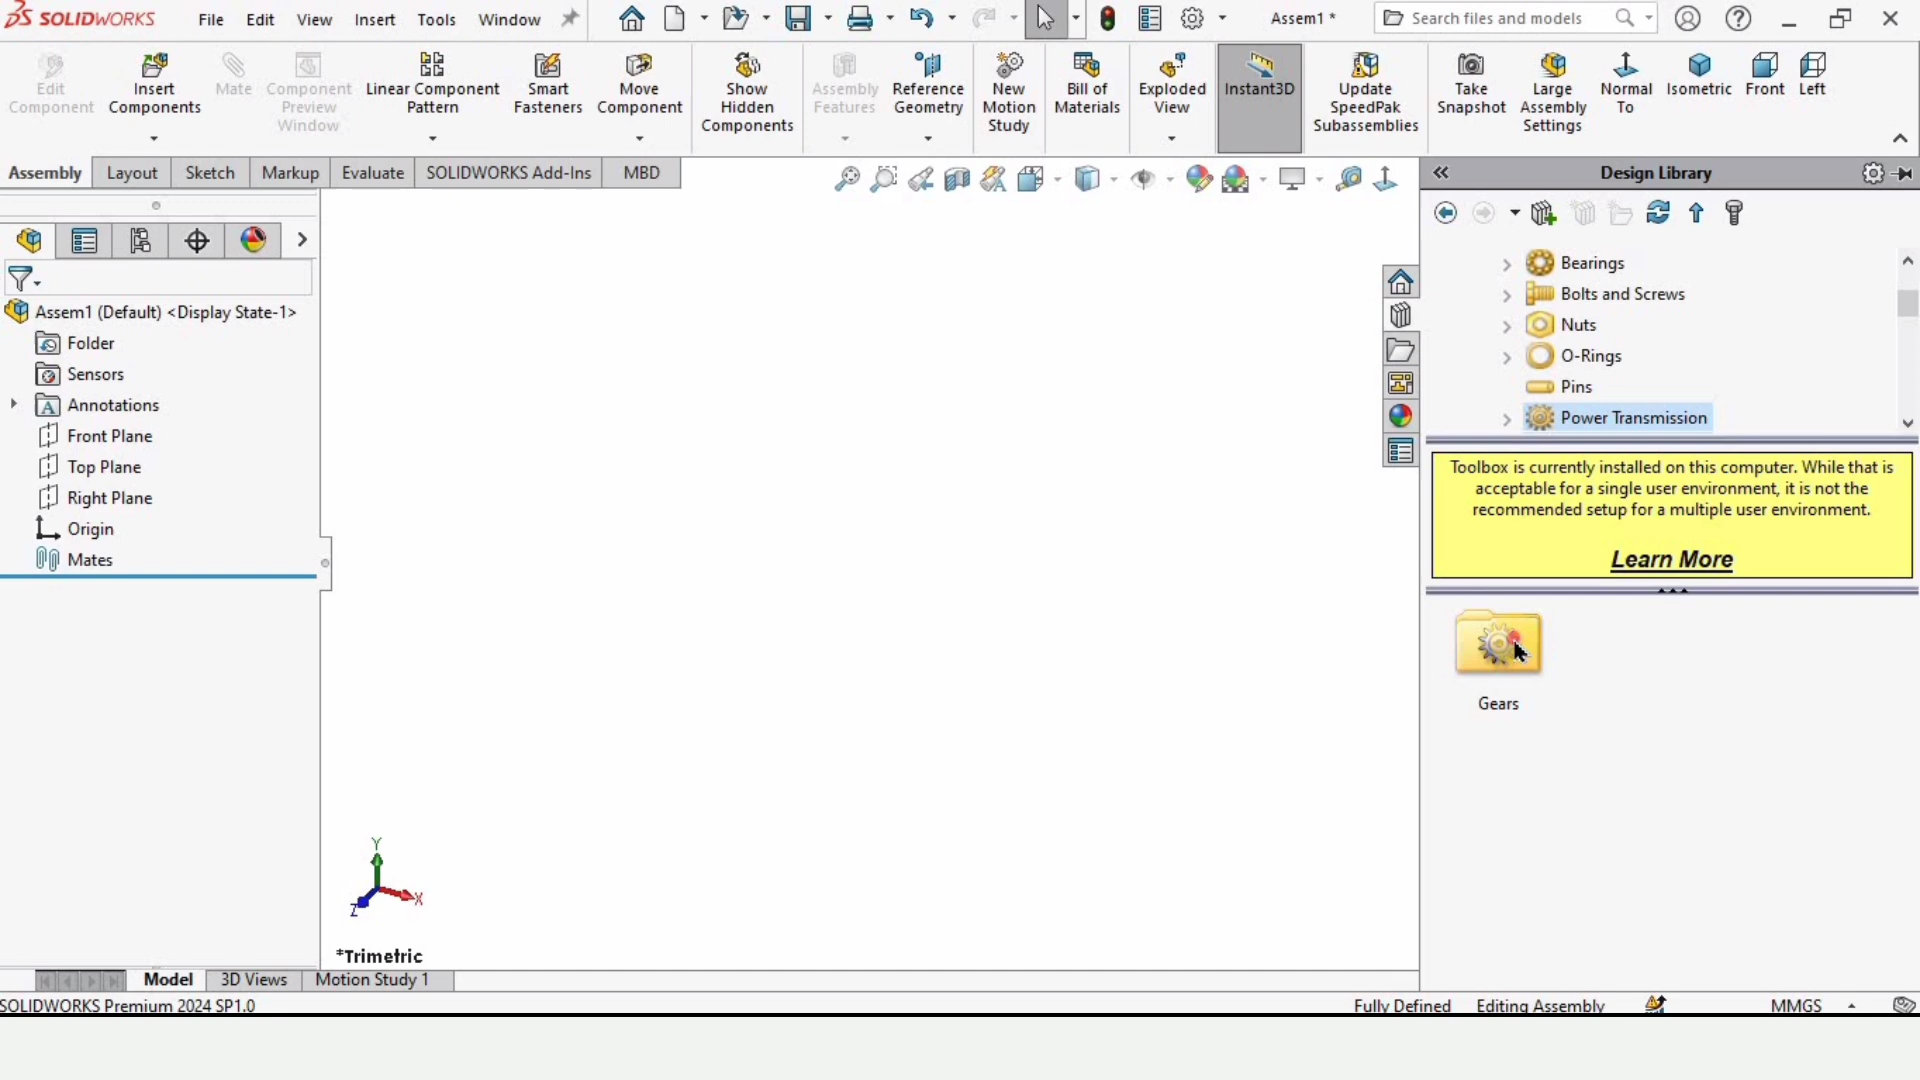 SOLIDWORKS File Edit View Insert Tools Window Assem1 * Search files and models
Edit Component
Insert Components
Mate
Component Preview Window
Linear Component Pattern
Smart Fasteners
Move Component
Show Hidden Components
Assembly Features
Reference Geometry
New Motion Study
Bill of Materials
Exploded View
Instant3D
Update SpeedPak Subassemblies
Take Snapshot
Large Assembly Settings
Normal To
Isometric
Front
Left
Assembly Layout Sketch Markup Evaluate SOLIDWORKS Add-Ins MBD
Design Library
Assem1 (Default) <Display State-1>
Folder
Sensors
Annotations
Front Plane
Top Plane
Right Plane
Origin
Mates
Bearings
Bolts and Screws
Nuts
O-Rings
Pins
Power Transmission
Toolbox is currently installed on this computer. While that is
acceptable for a single user environment, it is not the
recommended setup for a multiple user environment.
Learn More
Gears
Y
X
Z
*Trimetric
Model 3D Views Motion Study 1
SOLIDWORKS Premium 2024 SP1.0 Fully Defined Editing Assembly MMGS